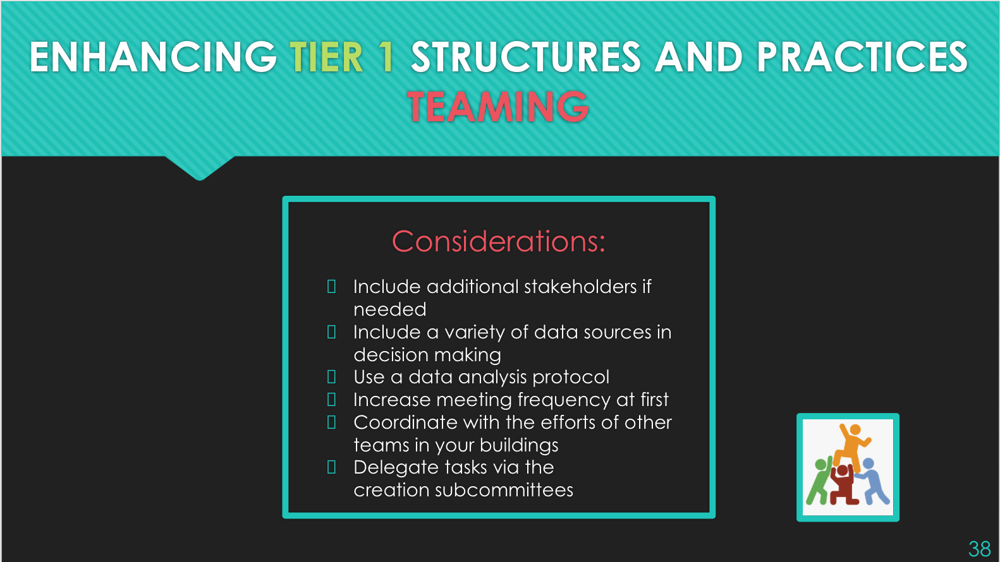 ENHANCING TIER 1 STRUCTURES AND PRACTICES
TEAMING
Considerations:
Include additional stakeholders if
needed
Include a variety of data sources in
decision making
Use a data analysis protocol
Increase meeting frequency at first
Coordinate with the efforts of other
teams in your buildings
Delegate tasks via the
creation subcommittees
38